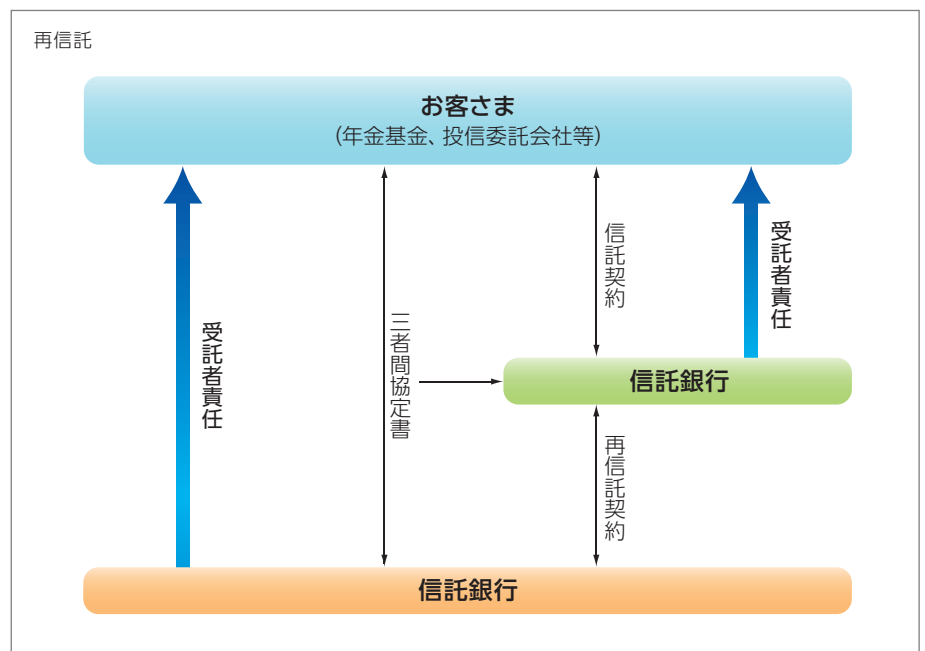 再信託
お客さま
(年金基金、投信委託会社等)
受託者責任
三者間協定書
信託契約
受託者責任
信託銀行
再信託契約
信託銀行